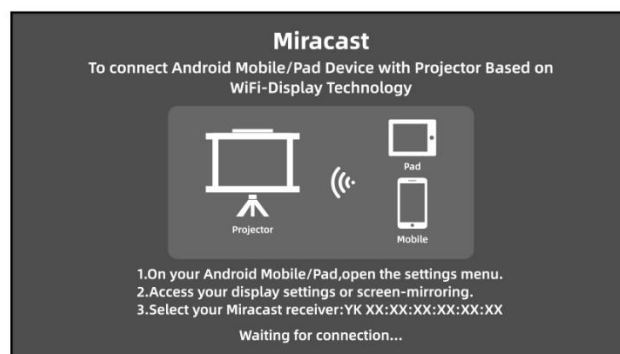 Miracast
To connect Android Mobile/Pad Device with Projector Based on
WiFi-Display Technology
Pad
Projector
Mobile
1.On your Android Mobile/Pad,open the settings menu.
2.Access your display settings or screen-mirroring.
3.Select your Miracast receiver:YK XX:XX:XX:XX:XX:XX
Waiting for connection...